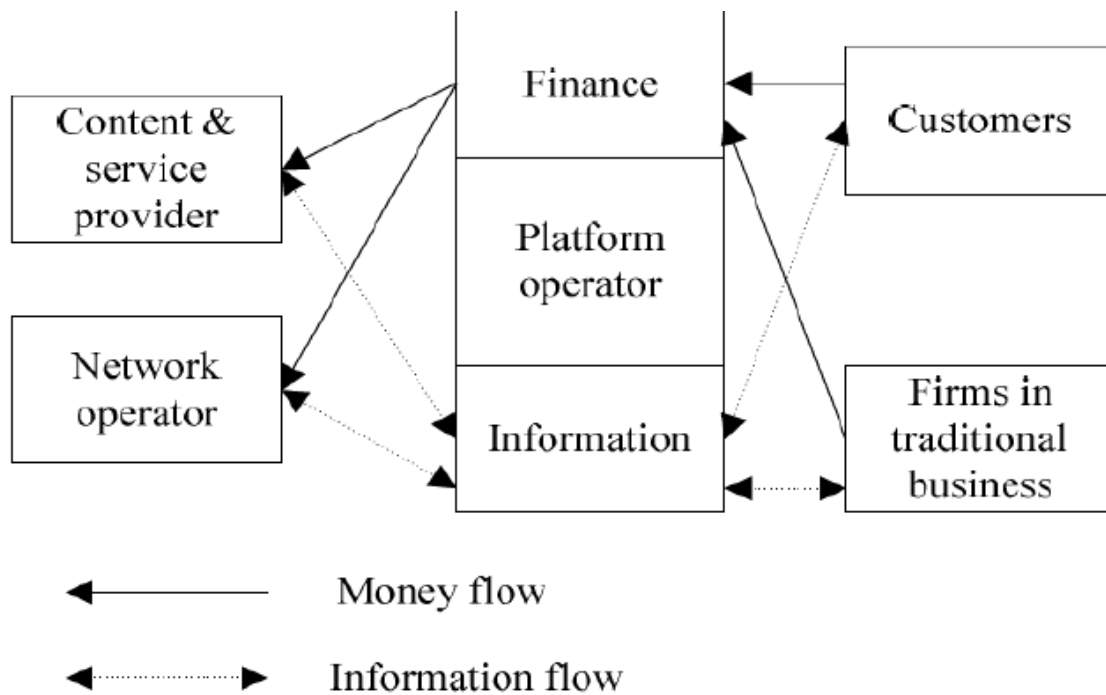 Content &
service
provider
Network
operator
Finance
Platform
operator
Information
Customers
Firms in
traditional
business
Money flow
Information flow